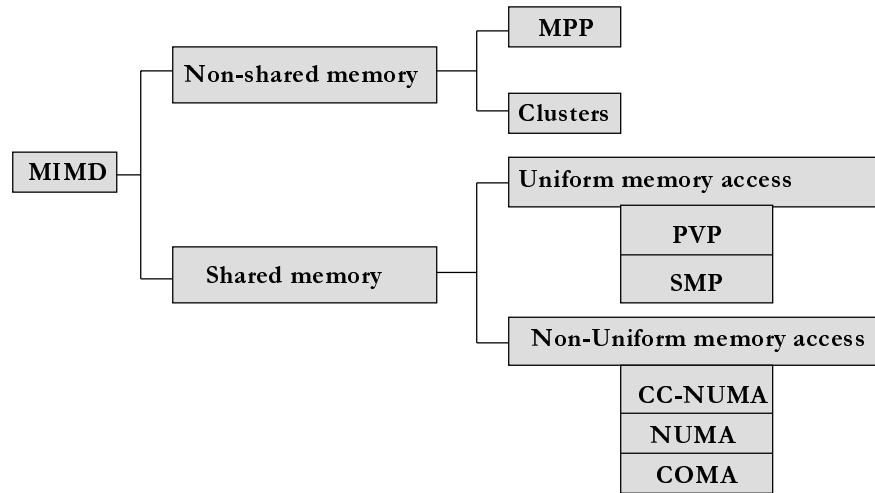 MIMD
Non-shared memory
MPP
Clusters
Shared memory
Uniform memory access
PVP
SMP
Non-Uniform memory access
CC-NUMA
NUMA
COMA